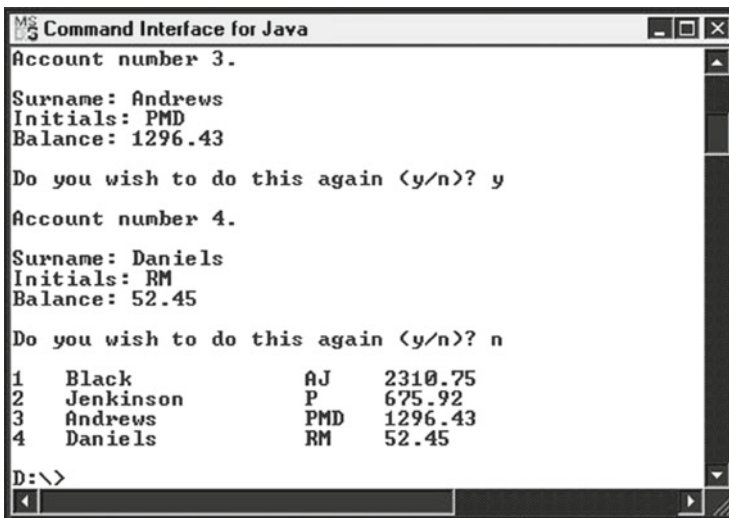 MS DOS Command Interface for Java
Account number 3.
Surname: Andrews
Initials: PMD
Balance: 1296.43
Do you wish to do this again (y/n)? y
Account number 4.
Surname: Daniels
Initials: RM
Balance: 52.45
Do you wish to do this again (y/n)? n
1 Black AJ 2310.75
2 Jenkinson P 675.92
3 Andrews PMD 1296.43
4 Daniels RM 52.45
D:\>